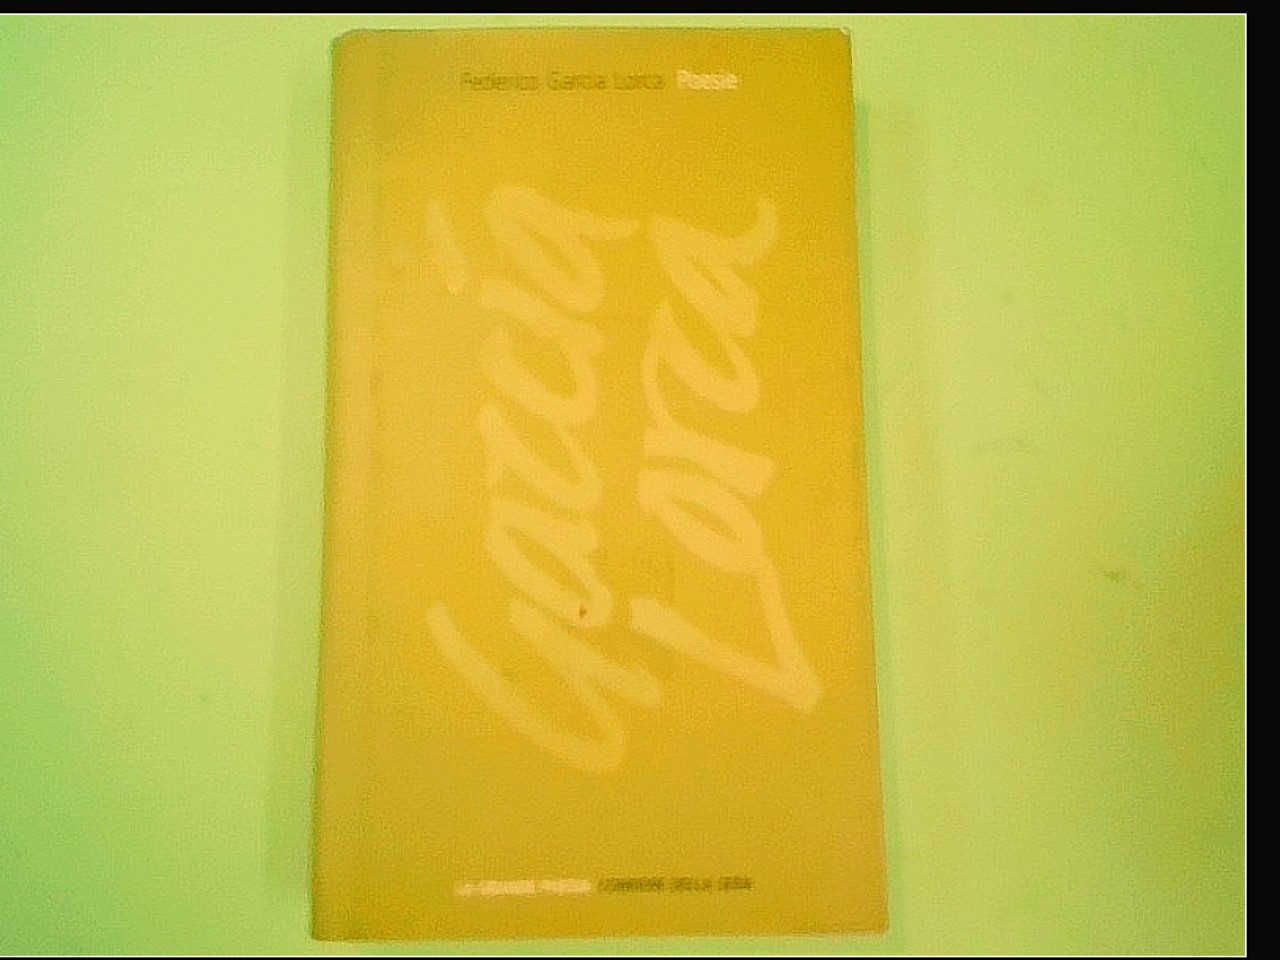 Federico García Lorca Poesie
García
Lorca
LA GRANDE POESIA CORRIERE DELLA SERA